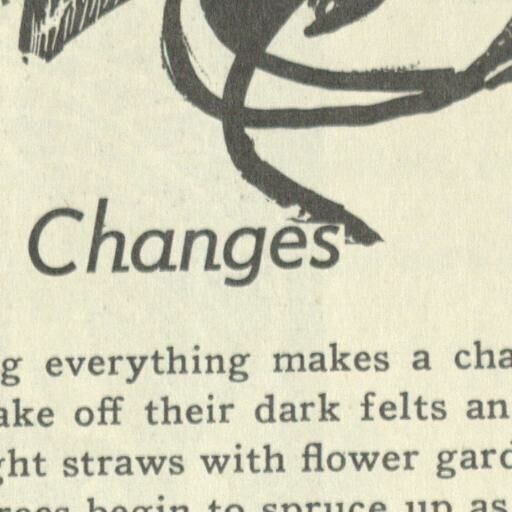 Changes
g everything makes a cha
ake off their dark felts an
ght straws with flower gard
rees begin to spruce up as